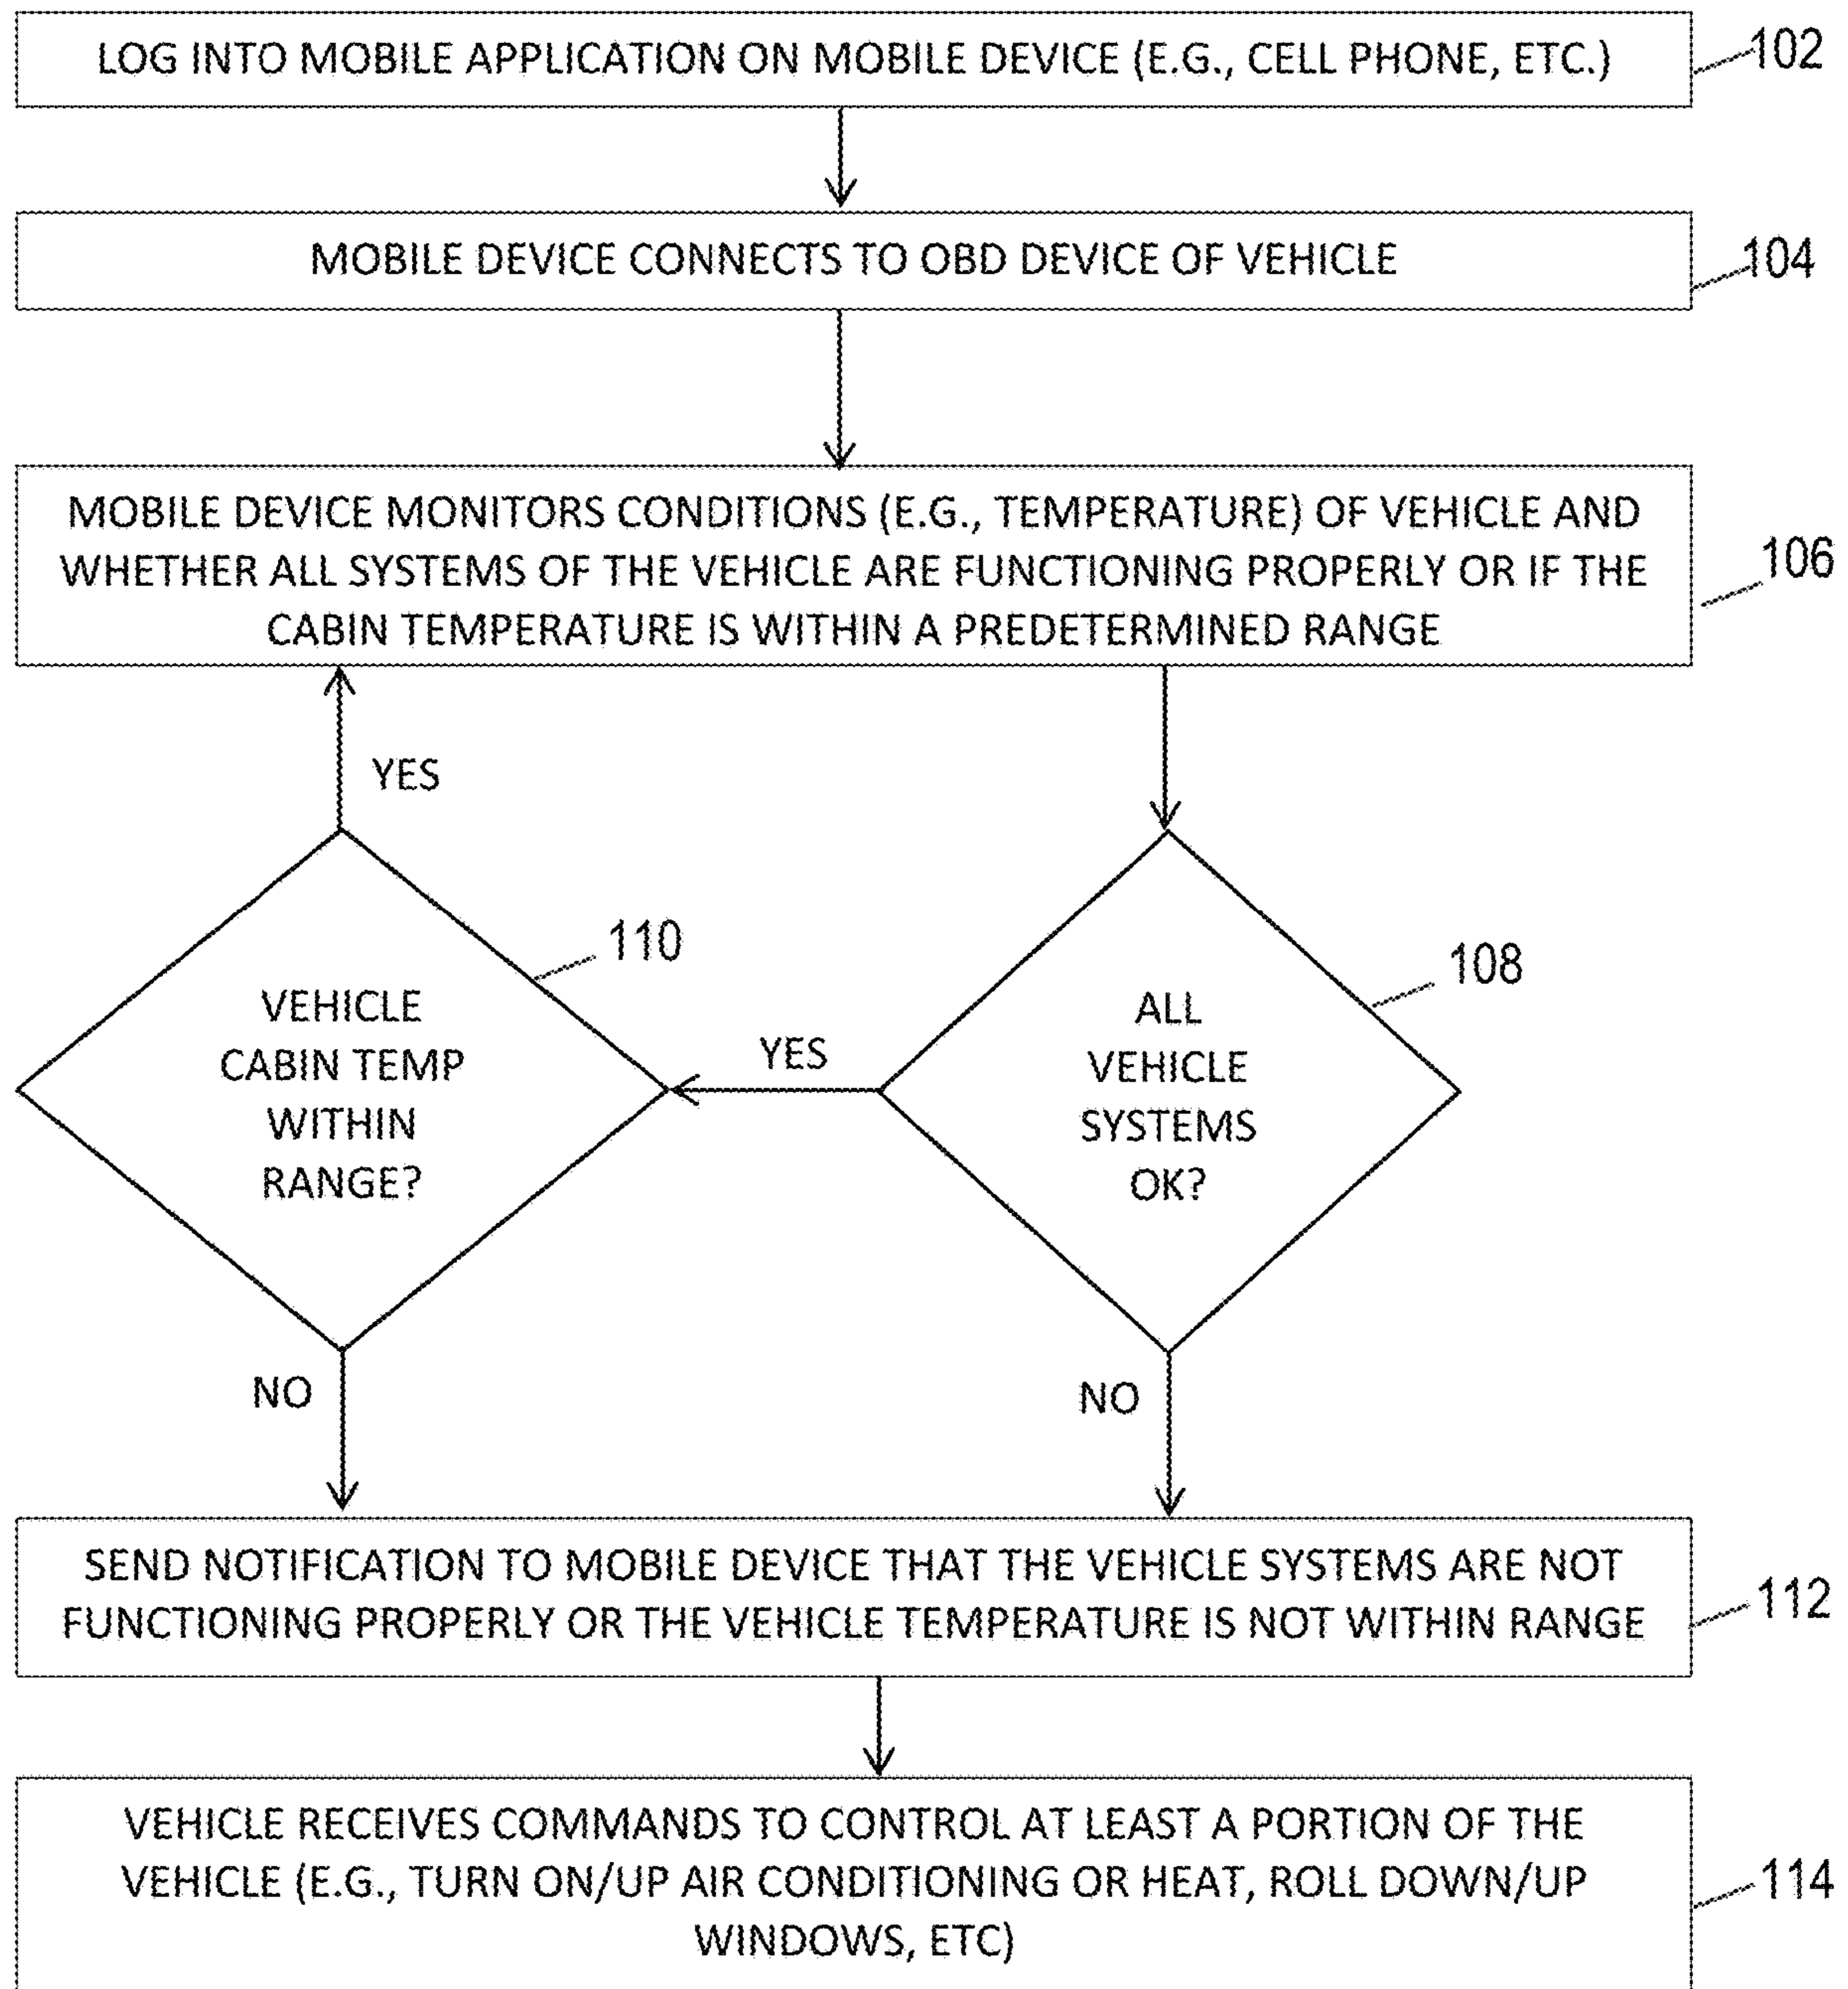 LOG INTO MOBILE APPLICATION ON MOBILE DEVICE (E.G., CELL PHONE, ETC.)
102
MOBILE DEVICE CONNECTS TO OBD DEVICE OF VEHICLE
104
MOBILE DEVICE MONITORS CONDITIONS (E.G., TEMPERATURE) OF VEHICLE AND
WHETHER ALL SYSTEMS OF THE VEHICLE ARE FUNCTIONING PROPERLY OR IF THE
CABIN TEMPERATURE IS WITHIN A PREDETERMINED RANGE
106
YES
110
VEHICLE
CABIN TEMP
WITHIN
RANGE?
YES
108
ALL
VEHICLE
SYSTEMS
OK?
NO
NO
SEND NOTIFICATION TO MOBILE DEVICE THAT THE VEHICLE SYSTEMS ARE NOT
FUNCTIONING PROPERLY OR THE VEHICLE TEMPERATURE IS NOT WITHIN RANGE
112
VEHICLE RECEIVES COMMANDS TO CONTROL AT LEAST A PORTION OF THE
VEHICLE (E.G., TURN ON/UP AIR CONDITIONING OR HEAT, ROLL DOWN/UP
WINDOWS, ETC)
114